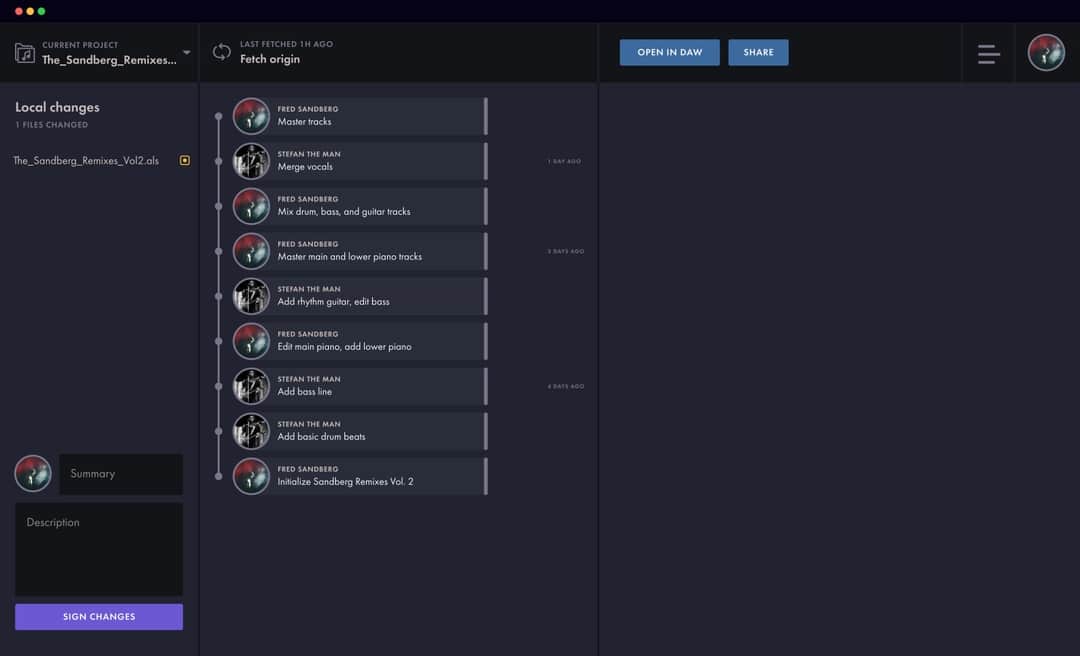 CURRENT PROJECT
The_Sandberg_Remixes...
LAST FETCHED 1H AGO
Fetch origin
OPEN IN DAW
SHARE
Local changes
1 FILES CHANGED
The_Sandberg_Remixes_Vol2.als
Summary
Description
SIGN CHANGES
FRED SANDBERG
Master tracks
STEFAN THE MAN
Merge vocals
1 DAY AGO
FRED SANDBERG
Mix drum, bass, and guitar tracks
FRED SANDBERG
Master main and lower piano tracks
3 DAYS AGO
STEFAN THE MAN
Add rhythm guitar, edit bass
FRED SANDBERG
Edit main piano, add lower piano
STEFAN THE MAN
Add bass line
4 DAYS AGO
STEFAN THE MAN
Add basic drum beats
FRED SANDBERG
Initialize Sandberg Remixes Vol. 2